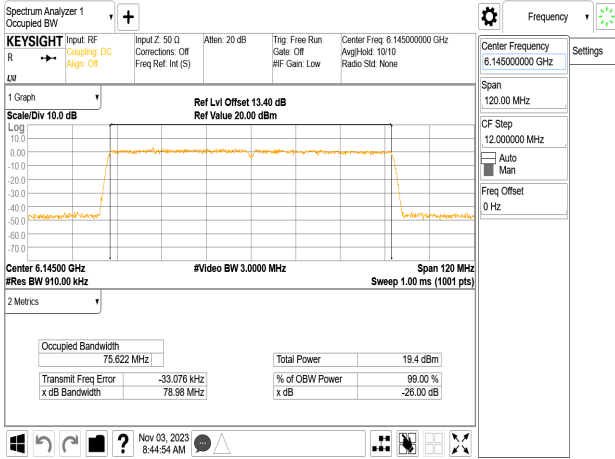 Spectrum Analyzer 1
Occupied BW
Frequency
KEYSIGHT
R
Input: RF
Coupling: DC
Align: Off
Input Z: 50 Ω
Corrections: Off
Freq Ref: Int (S)
Atten: 20 dB
Trig: Free Run
Gate: Off
#IF Gain: Low
Center Freq: 6.145000000 GHz
Avg|Hold: 10/10
Radio Std: None
Center Frequency
6.145000000 GHz
Settings
Span
120.00 MHz
CF Step
12.000000 MHz
Auto
Man
Freq Offset
0 Hz
1 Graph
Scale/Div 10.0 dB
Ref Lvl Offset 13.40 dB
Ref Value 20.00 dBm
Log
10.0
0.00
-10.0
-20.0
-30.0
-40.0
-50.0
-60.0
-70.0
Center 6.14500 GHz
#Video BW 3.0000 MHz
Span 120 MHz
#Res BW 910.00 kHz
Sweep 1.00 ms (1001 pts)
2 Metrics
Occupied Bandwidth
75.622 MHz
Total Power 19.4 dBm
Transmit Freq Error -33.076 kHz
% of OBW Power 99.00 %
x dB Bandwidth 78.98 MHz
x dB -26.00 dB
?
Nov 03, 2023
8:44:54 AM